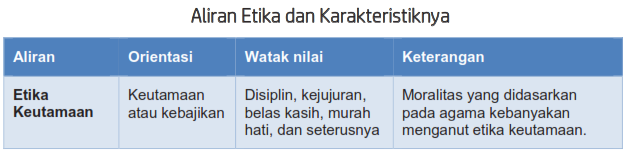 Aliran Etika dan Karakteristiknya
Aliran Orientasi Watak nilai Keterangan
Etika Keutamaan Disiplin, kejujuran, Moralitas yang didasarkan
Keutamaan atau kebajikan belas kasih, murah pada agama kebanyakan
hati, dan seterusnya menganut etika keutamaan.